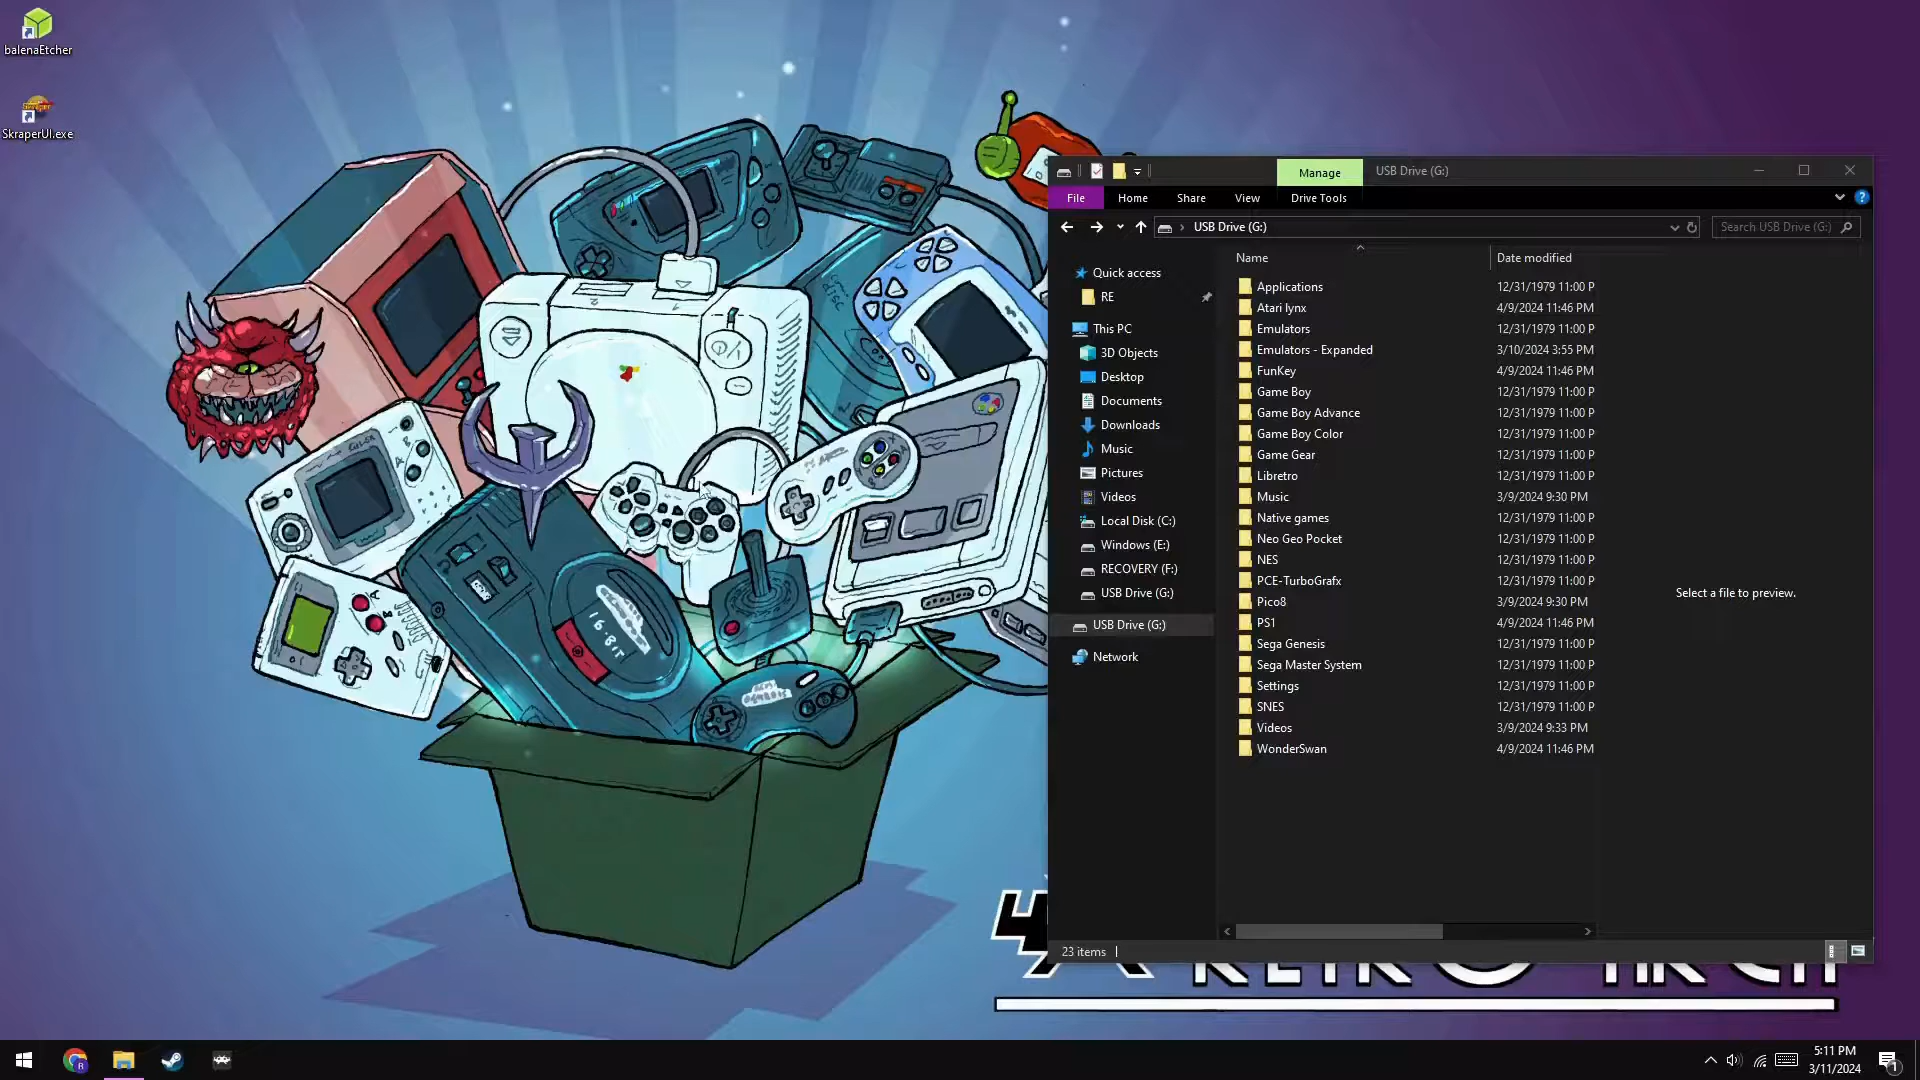 balenaEtcher
SkraperUI.exe
Manage
USB Drive (G:)
File
Home
Share
View
Drive Tools
USB Drive (G:)
Search USB Drive (G:)
Name
Date modified
Quick access
RE
This PC
3D Objects
Desktop
Documents
Downloads
Music
Pictures
Videos
Local Disk (C:)
Windows (E:)
RECOVERY (F:)
USB Drive (G:)
USB Drive (G:)
Network
Applications 12/31/1979 11:00 P
Atari lynx 4/9/2024 11:46 PM
Emulators 12/31/1979 11:00 P
Emulators - Expanded 3/10/2024 3:55 PM
FunKey 4/9/2024 11:46 PM
Game Boy 12/31/1979 11:00 P
Game Boy Advance 12/31/1979 11:00 P
Game Boy Color 12/31/1979 11:00 P
Game Gear 12/31/1979 11:00 P
Libretro 12/31/1979 11:00 P
Music 3/9/2024 9:30 PM
Native games 12/31/1979 11:00 P
Neo Geo Pocket 12/31/1979 11:00 P
NES 12/31/1979 11:00 P
PCE-TurboGrafx 12/31/1979 11:00 P
Pico8 3/9/2024 9:30 PM
PS1 4/9/2024 11:46 PM
Sega Genesis 12/31/1979 11:00 P
Sega Master System 12/31/1979 11:00 P
Settings 12/31/1979 11:00 P
SNES 12/31/1979 11:00 P
Videos 3/9/2024 9:33 PM
WonderSwan 4/9/2024 11:46 PM
Select a file to preview.
23 items
16-BIT
5:11 PM
3/11/2024
1